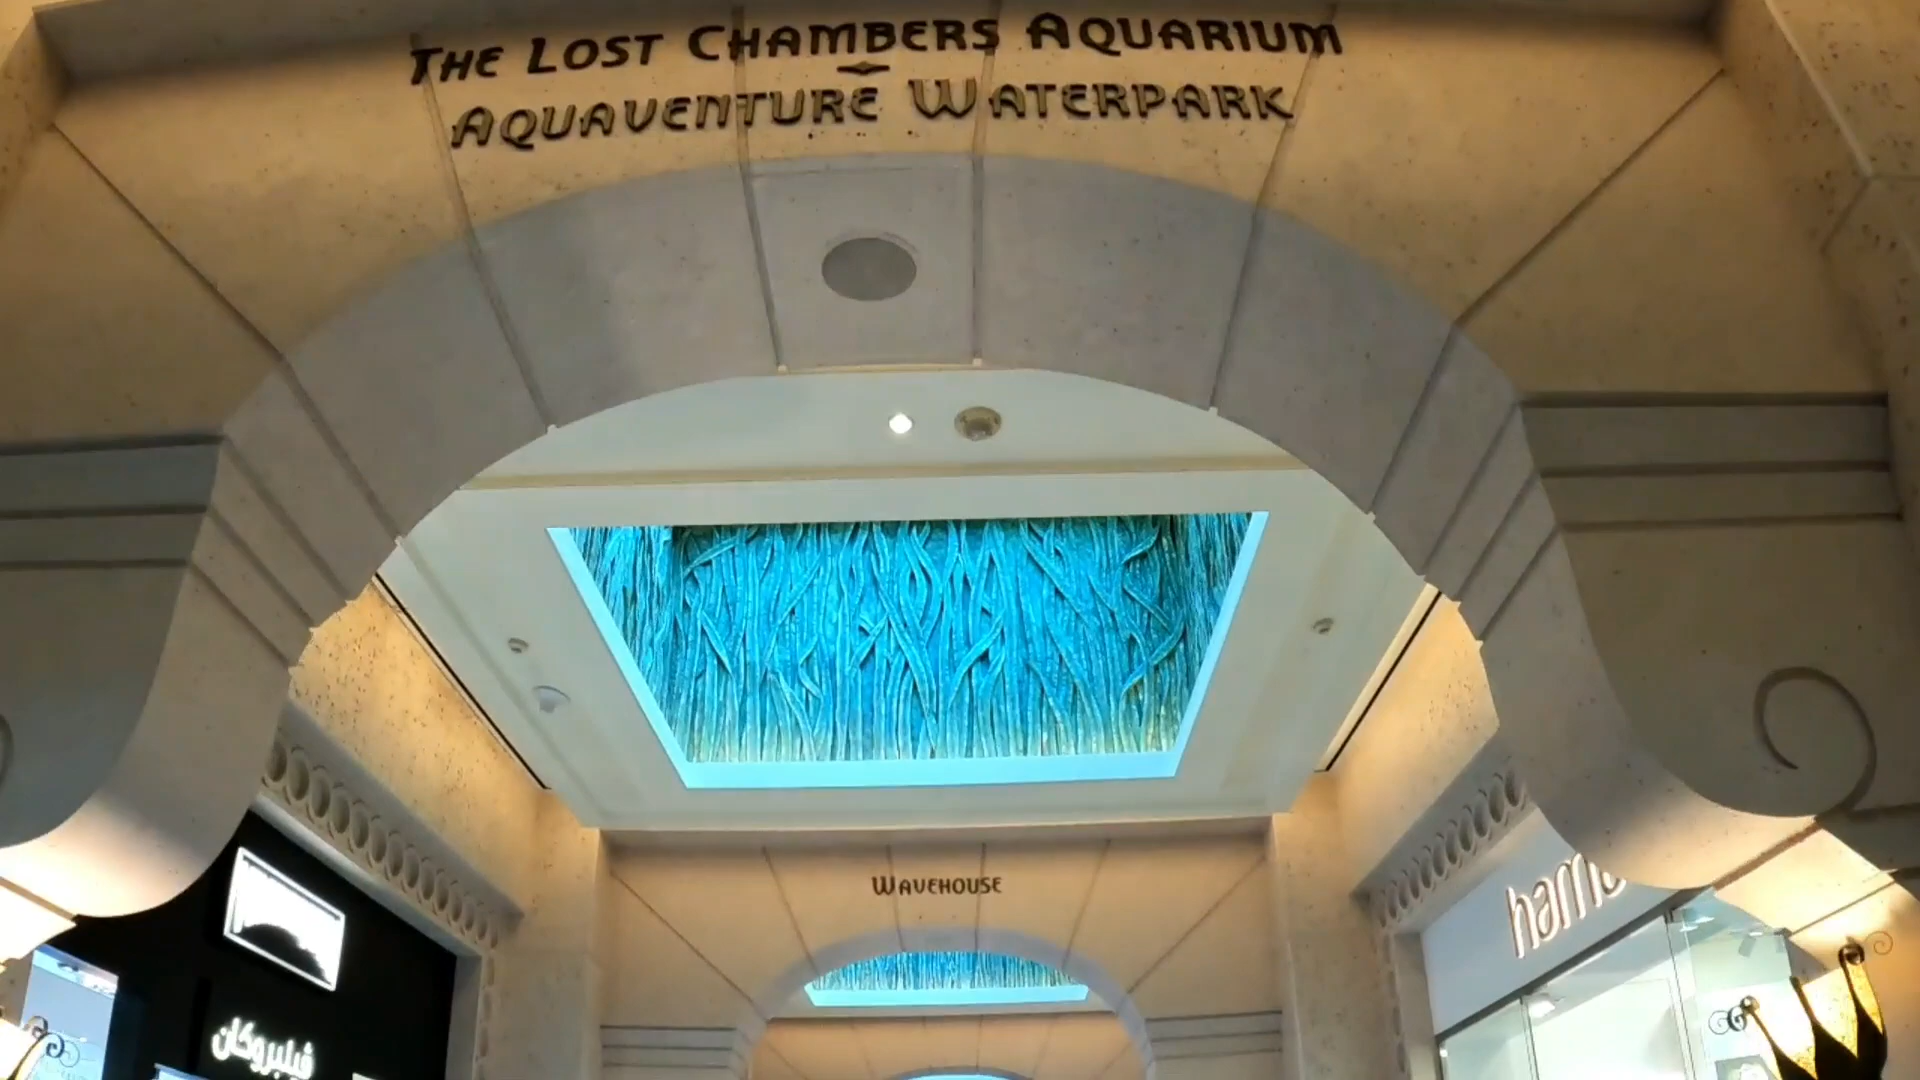 THE LOST CHAMBERS AQUARIUM
AQUAVENTURE WATERPARK
WAVEHOUSE
فيلبروكان